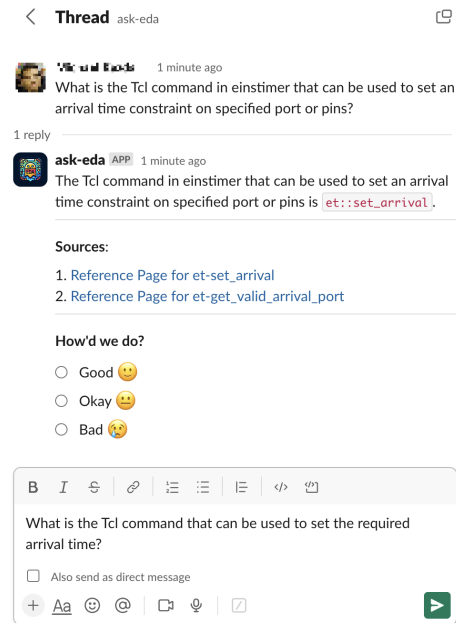 Thread ask-eda
1 minute ago
What is the Tcl command in einstimer that can be used to set an
arrival time constraint on specified port or pins?
1 reply
ask-eda APP 1 minute ago
The Tcl command in einstimer that can be used to set an arrival
time constraint on specified port or pins is et::set_arrival.
Sources:
1. Reference Page for et-set_arrival
2. Reference Page for et-get_valid_arrival_port
How'd we do?
Good 🙂
Okay 😐
Bad 😢
B I S
What is the Tcl command that can be used to set the required
arrival time?
Also send as direct message
+ Aa @